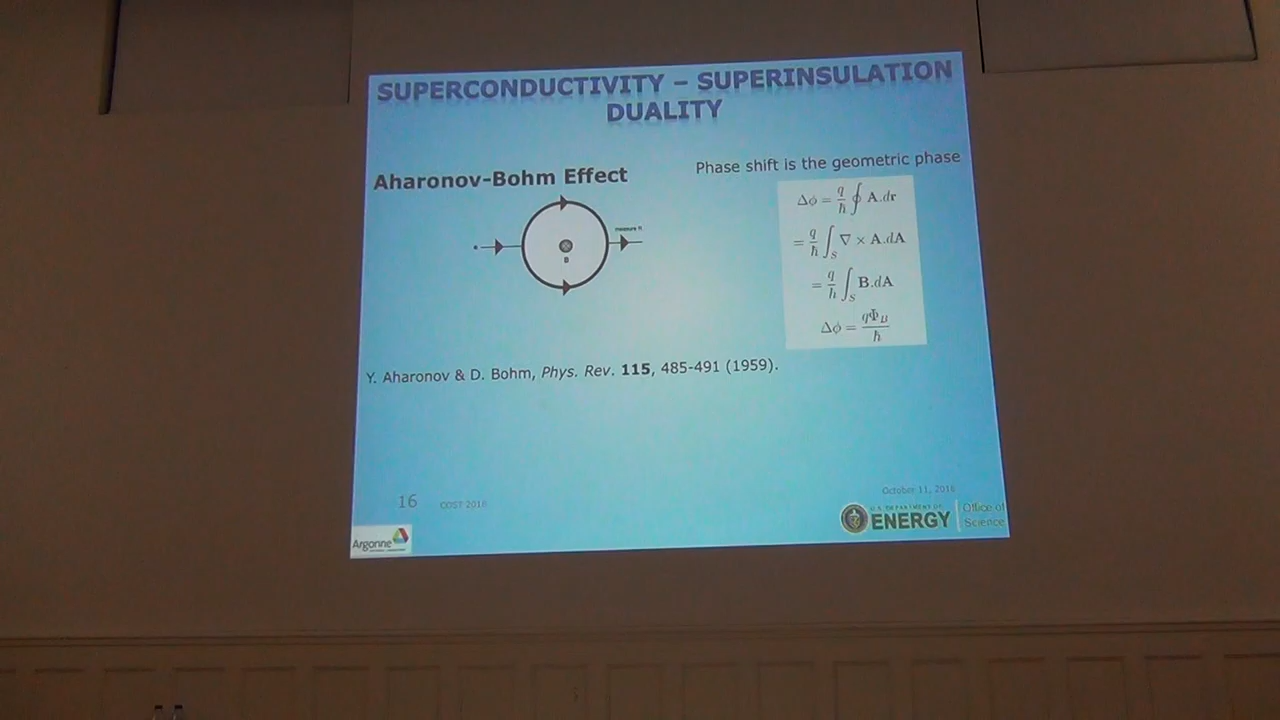 SUPERCONDUCTIVITY – SUPERINSULATION
DUALITY
Aharonov-Bohm Effect
Phase shift is the geometric phase
Δϕ = q/ħ ∮ A.dr
= q/ħ ∫_S ∇ × A.dA
= q/ħ ∫_S B.dA
Δϕ = qΦ_B/ħ
e
B
Y. Aharonov & D. Bohm, Phys. Rev. 115, 485-491 (1959).
16
COST 2016
October 11, 2016
Argonne
U.S. DEPARTMENT OF
ENERGY
Office of
Science